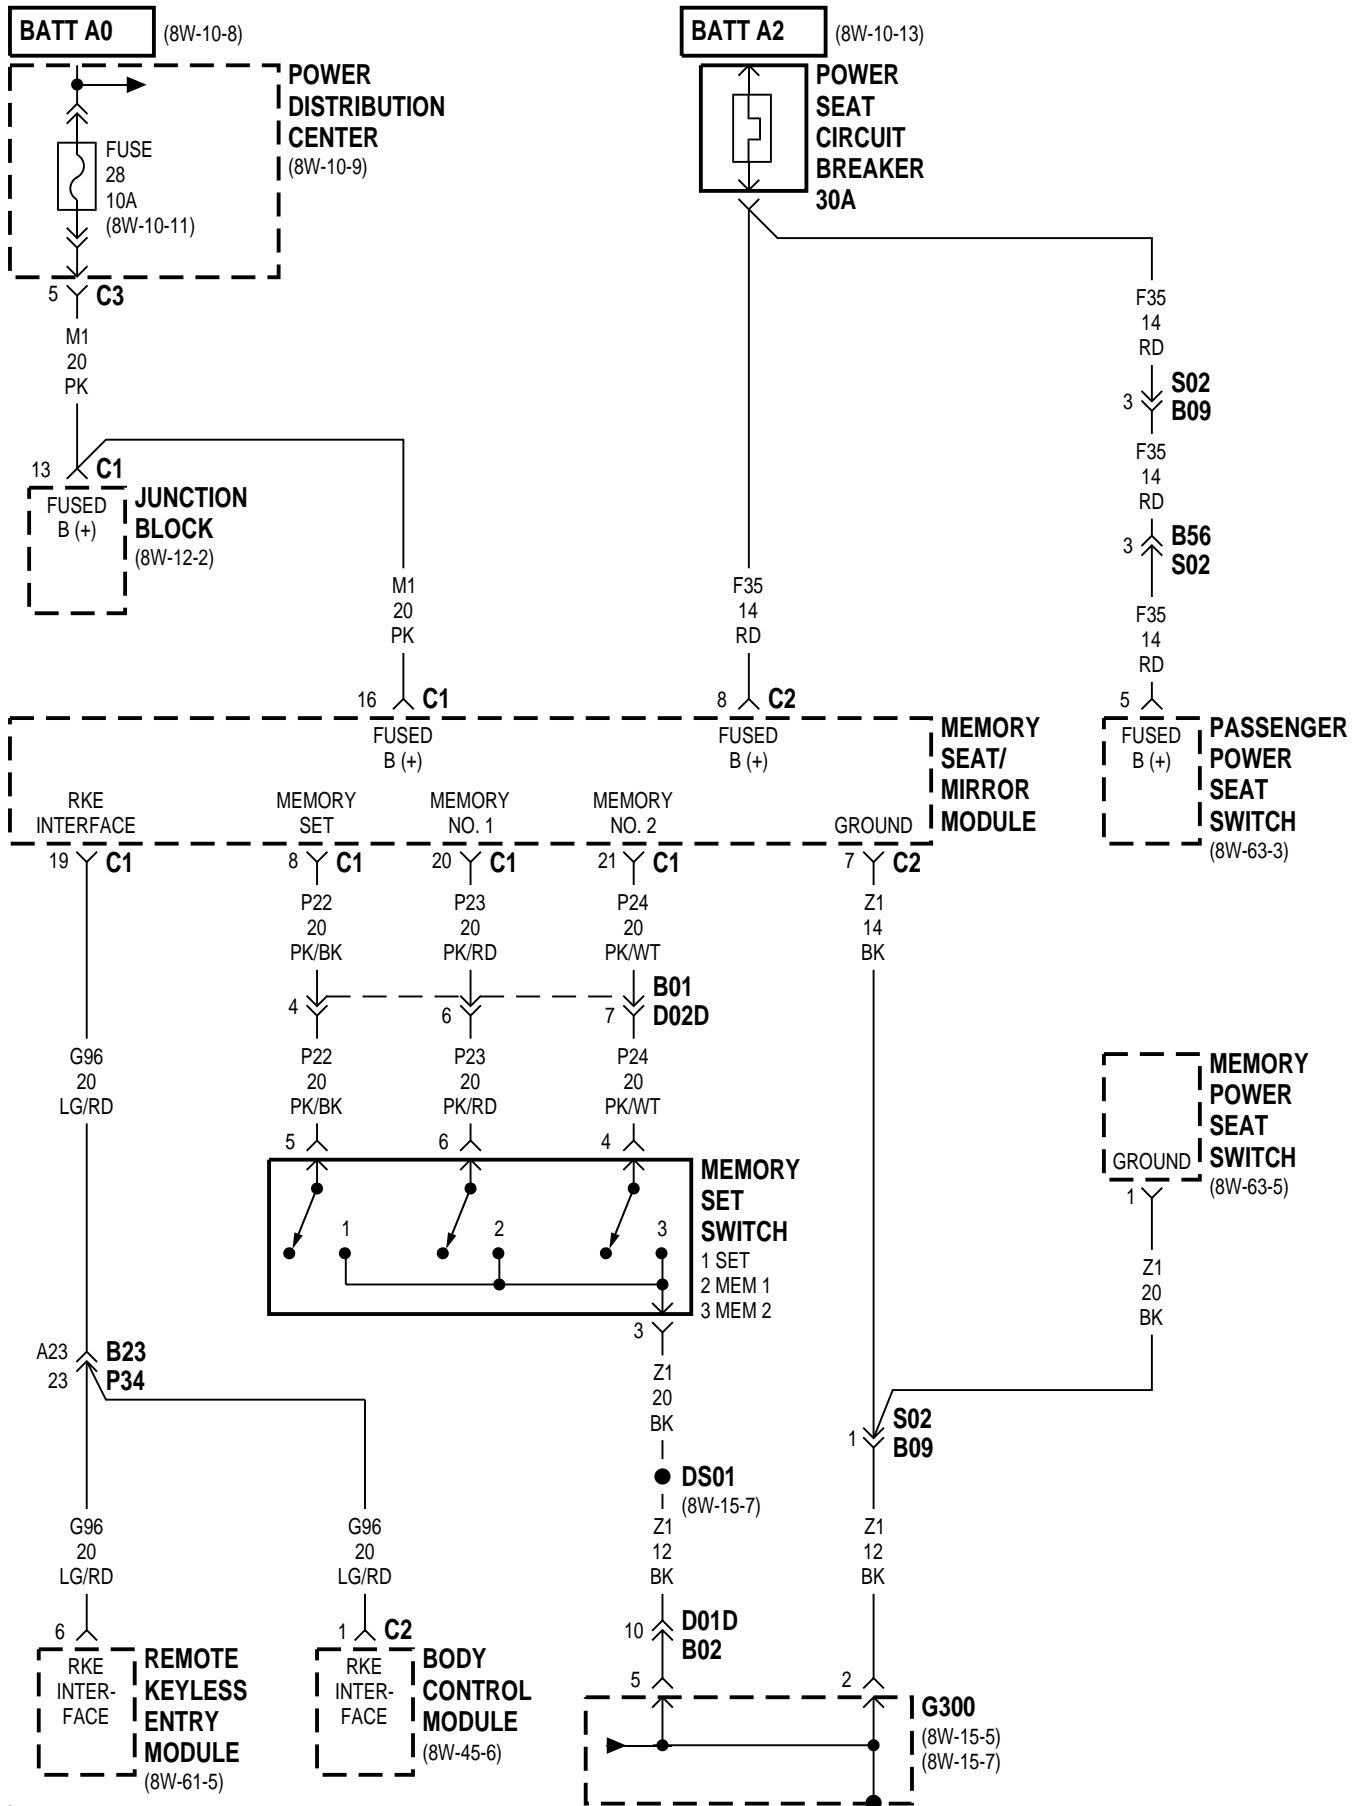 BATT A0 (8W-10-8)
BATT A2 (8W-10-13)
POWER
DISTRIBUTION
CENTER
(8W-10-9)
FUSE
28
10A
(8W-10-11)
POWER
SEAT
CIRCUIT
BREAKER
30A
5 C3
M1
20
PK
F35
14
RD
3 S02
B09
F35
14
RD
3 B56
S02
F35
14
RD
13 C1
FUSED
B (+)
JUNCTION
BLOCK
(8W-12-2)
M1
20
PK
F35
14
RD
16 C1
8 C2
5
FUSED
B (+)
FUSED
B (+)
MEMORY
SEAT/
MIRROR
MODULE
FUSED
B (+)
PASSENGER
POWER
SEAT
SWITCH
(8W-63-3)
RKE
INTERFACE
MEMORY
SET
MEMORY
NO. 1
MEMORY
NO. 2
GROUND
19 C1
8 C1
20 C1
21 C1
7 C2
P22
20
PK/BK
P23
20
PK/RD
P24
20
PK/WT
Z1
14
BK
4
6
7
B01
D02D
G96
20
LG/RD
P22
20
PK/BK
P23
20
PK/RD
P24
20
PK/WT
5
6
4
1
2
3
MEMORY
SET
SWITCH
1 SET
2 MEM 1
3 MEM 2
GROUND
MEMORY
POWER
SEAT
SWITCH
(8W-63-5)
1
Z1
20
BK
3
Z1
20
BK
A23 B23
23 P34
1 S02
B09
DS01
(8W-15-7)
G96
20
LG/RD
G96
20
LG/RD
Z1
12
BK
Z1
12
BK
6
1 C2
10 D01D
B02
5
2
RKE
INTER-
FACE
REMOTE
KEYLESS
ENTRY
MODULE
(8W-61-5)
RKE
INTER-
FACE
BODY
CONTROL
MODULE
(8W-45-6)
G300
(8W-15-5)
(8W-15-7)